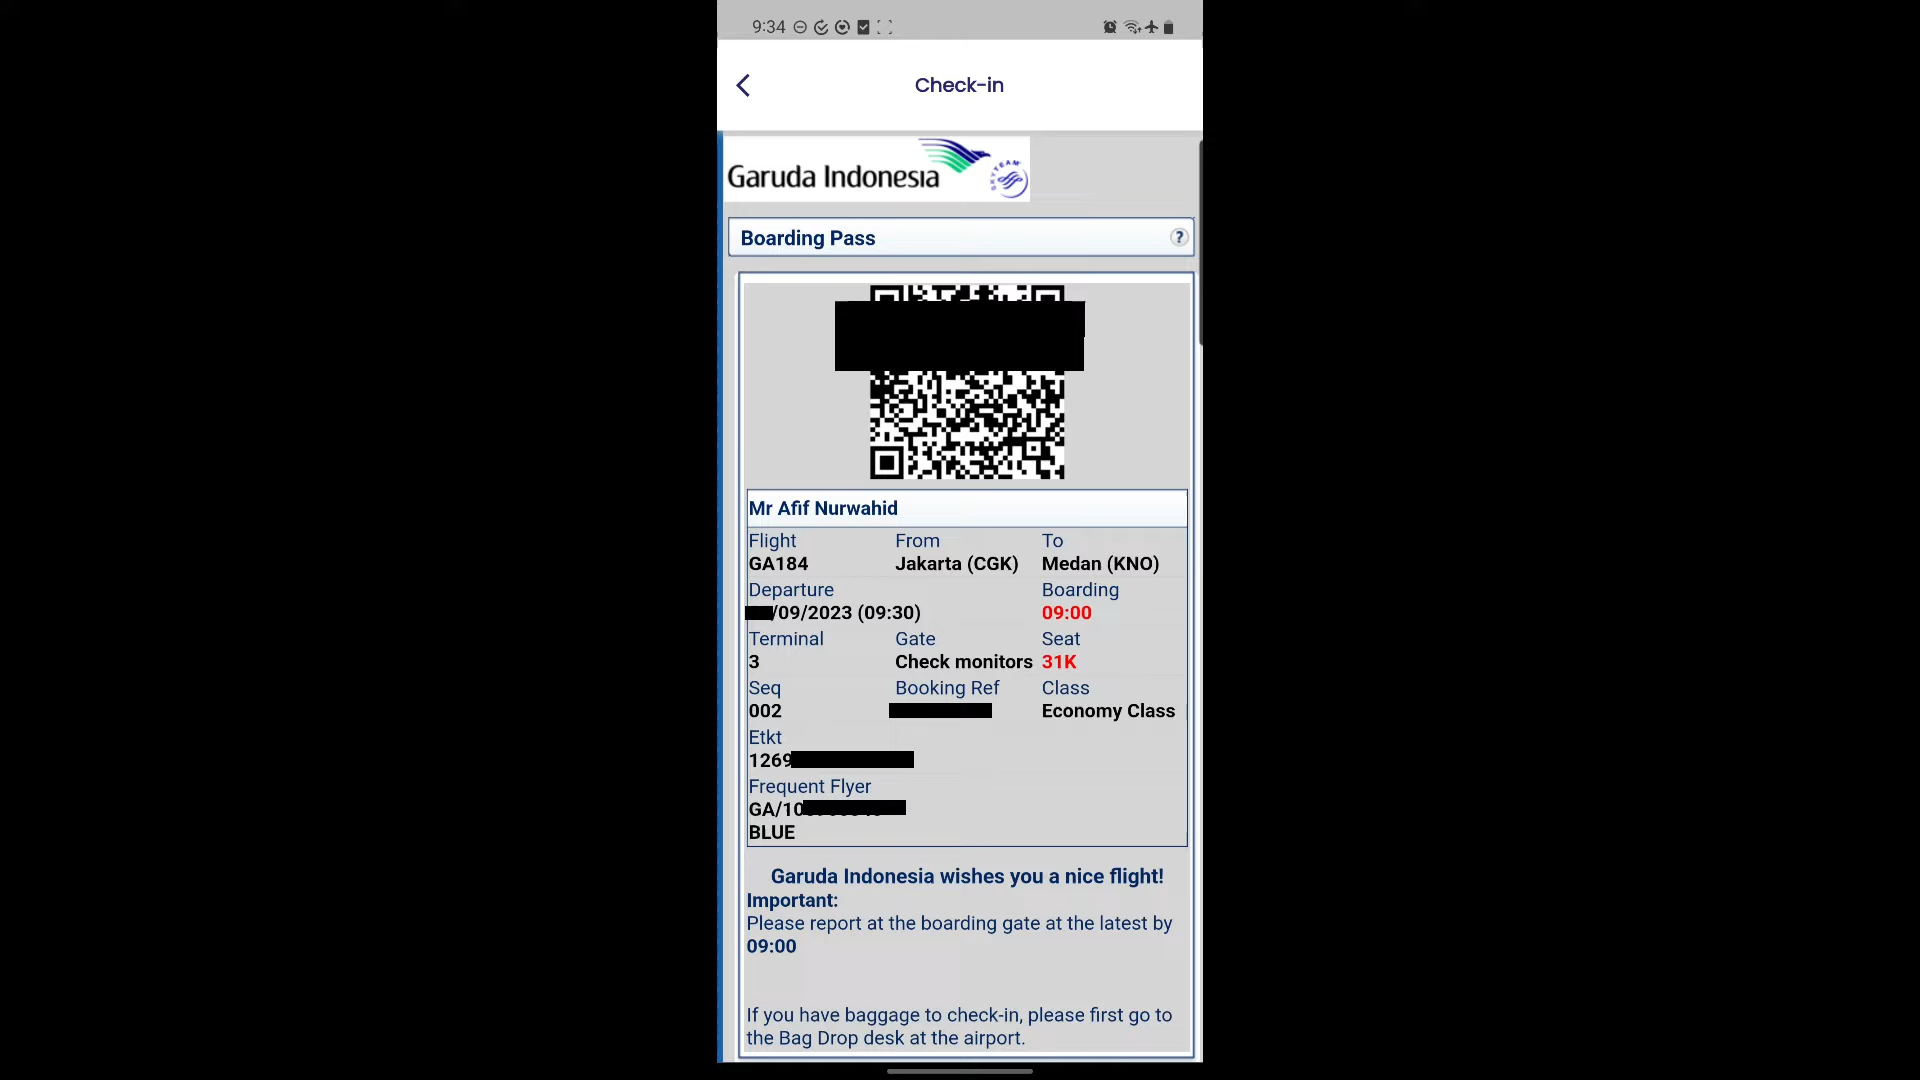 9:34
Check-in
Garuda Indonesia
SKYTEAM
Boarding Pass ?
Mr Afif Nurwahid
Flight From To
GA184 Jakarta (CGK) Medan (KNO)
Departure Boarding
/09/2023 (09:30) 09:00
Terminal Gate Seat
3 Check monitors 31K
Seq Booking Ref Class
002 Economy Class
Etkt
1269
Frequent Flyer
GA/10
BLUE
Garuda Indonesia wishes you a nice flight!
Important:
Please report at the boarding gate at the latest by
09:00
If you have baggage to check-in, please first go to
the Bag Drop desk at the airport.